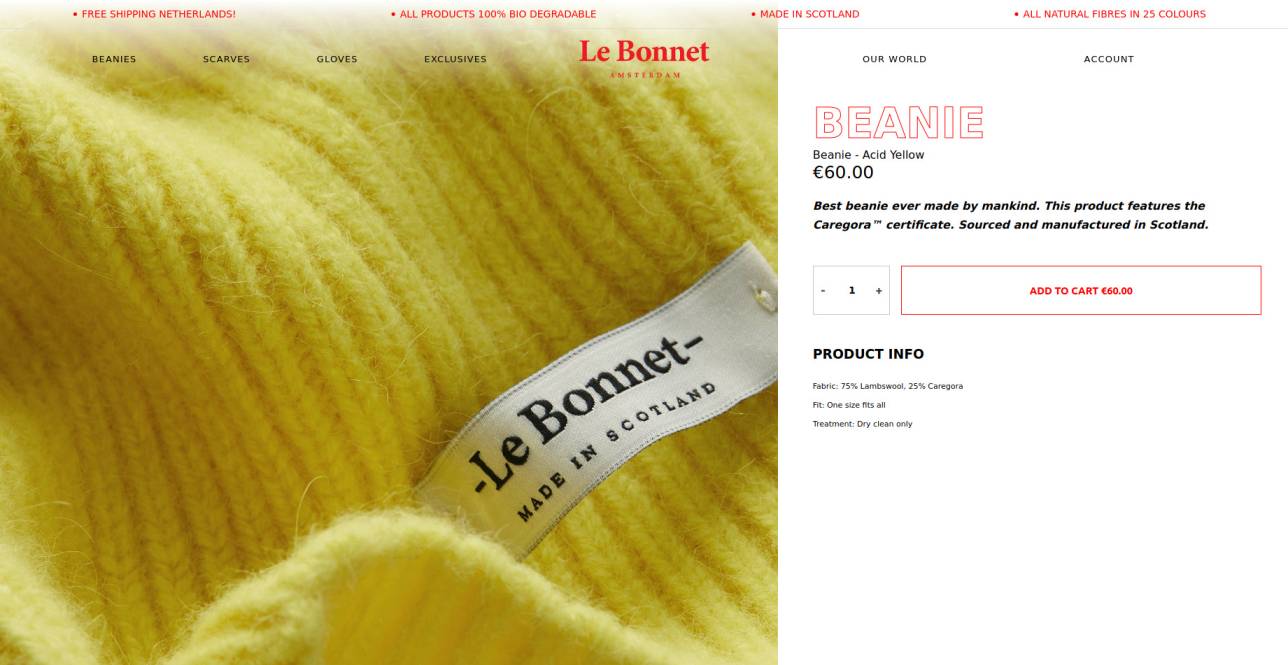 • FREE SHIPPING NETHERLANDS!
• ALL PRODUCTS 100% BIO DEGRADABLE
• MADE IN SCOTLAND
• ALL NATURAL FIBRES IN 25 COLOURS
BEANIES
SCARVES
GLOVES
EXCLUSIVES
Le Bonnet
AMSTERDAM
OUR WORLD
ACCOUNT
-Le Bonnet-
MADE IN SCOTLAND
BEANIE
Beanie - Acid Yellow
€60.00
Best beanie ever made by mankind. This product features the
Caregora™ certificate. Sourced and manufactured in Scotland.
- 1 +
ADD TO CART €60.00
PRODUCT INFO
Fabric: 75% Lambswool, 25% Caregora
Fit: One size fits all
Treatment: Dry clean only